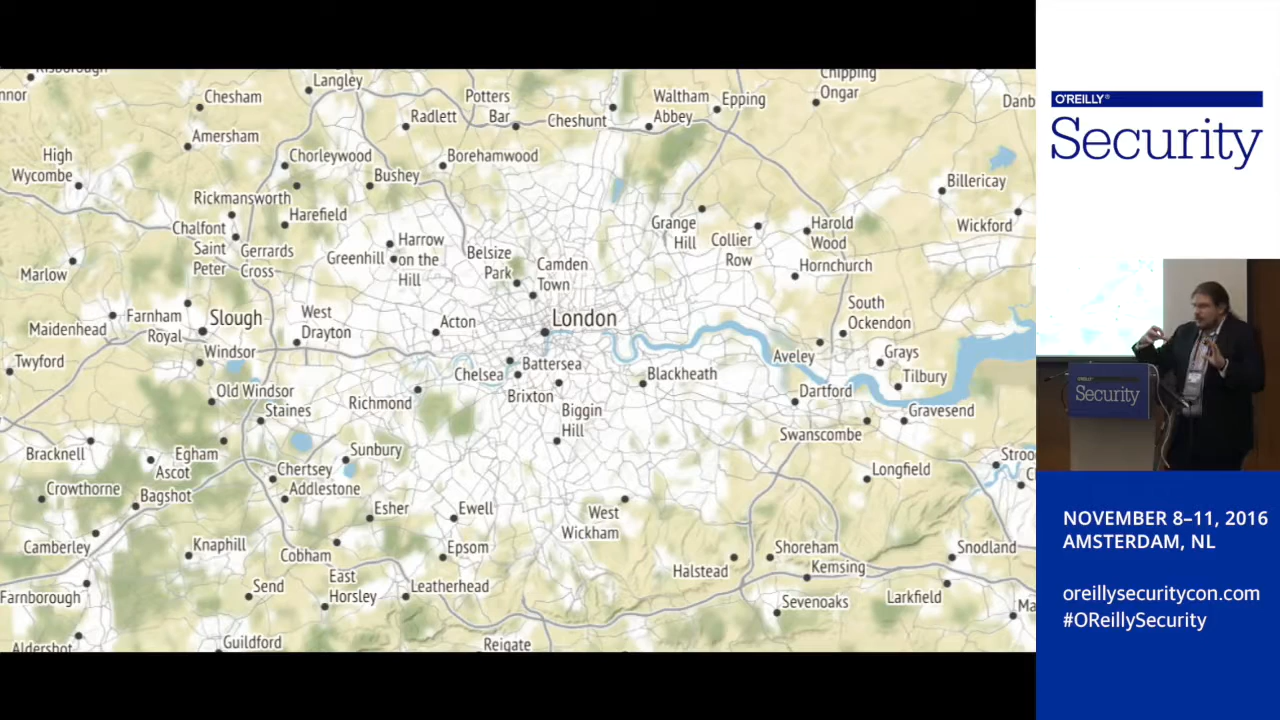 Langley
Chipping
Ongar
Chesham
Potters
Bar
Waltham
Abbey
Epping
Radlett
Cheshunt
Amersham
High
Wycombe
Chorleywood
Borehamwood
Bushey
Billericay
Rickmansworth
Harefield
Grange
Hill
Harold
Wood
Wickford
Chalfont
Saint
Peter
Gerrards
Cross
Greenhill
Harrow
on the
Hill
Belsize
Park
Collier
Row
Camden
Town
Hornchurch
Marlow
Farnham
Royal
Slough
West
Drayton
Acton
London
South
Ockendon
Maidenhead
Twyford
Windsor
Chelsea
Battersea
Blackheath
Aveley
Grays
Tilbury
Old Windsor
Staines
Richmond
Brixton
Biggin
Hill
Dartford
Gravesend
Swanscombe
Bracknell
Egham
Ascot
Sunbury
Stroo
Crowthorne
Bagshot
Chertsey
Addlestone
Longfield
Esher
Ewell
West
Wickham
Camberley
Knaphill
Cobham
Epsom
Shoreham
Kemsing
Snodland
Halstead
Farnborough
Send
East
Horsley
Leatherhead
Sevenoaks
Larkfield
Aldershot
Guildford
Reigate
O'REILLY®
Security
O'REILLY
Security
NOVEMBER 8–11, 2016
AMSTERDAM, NL
oreillysecuritycon.com
#OReillySecurity